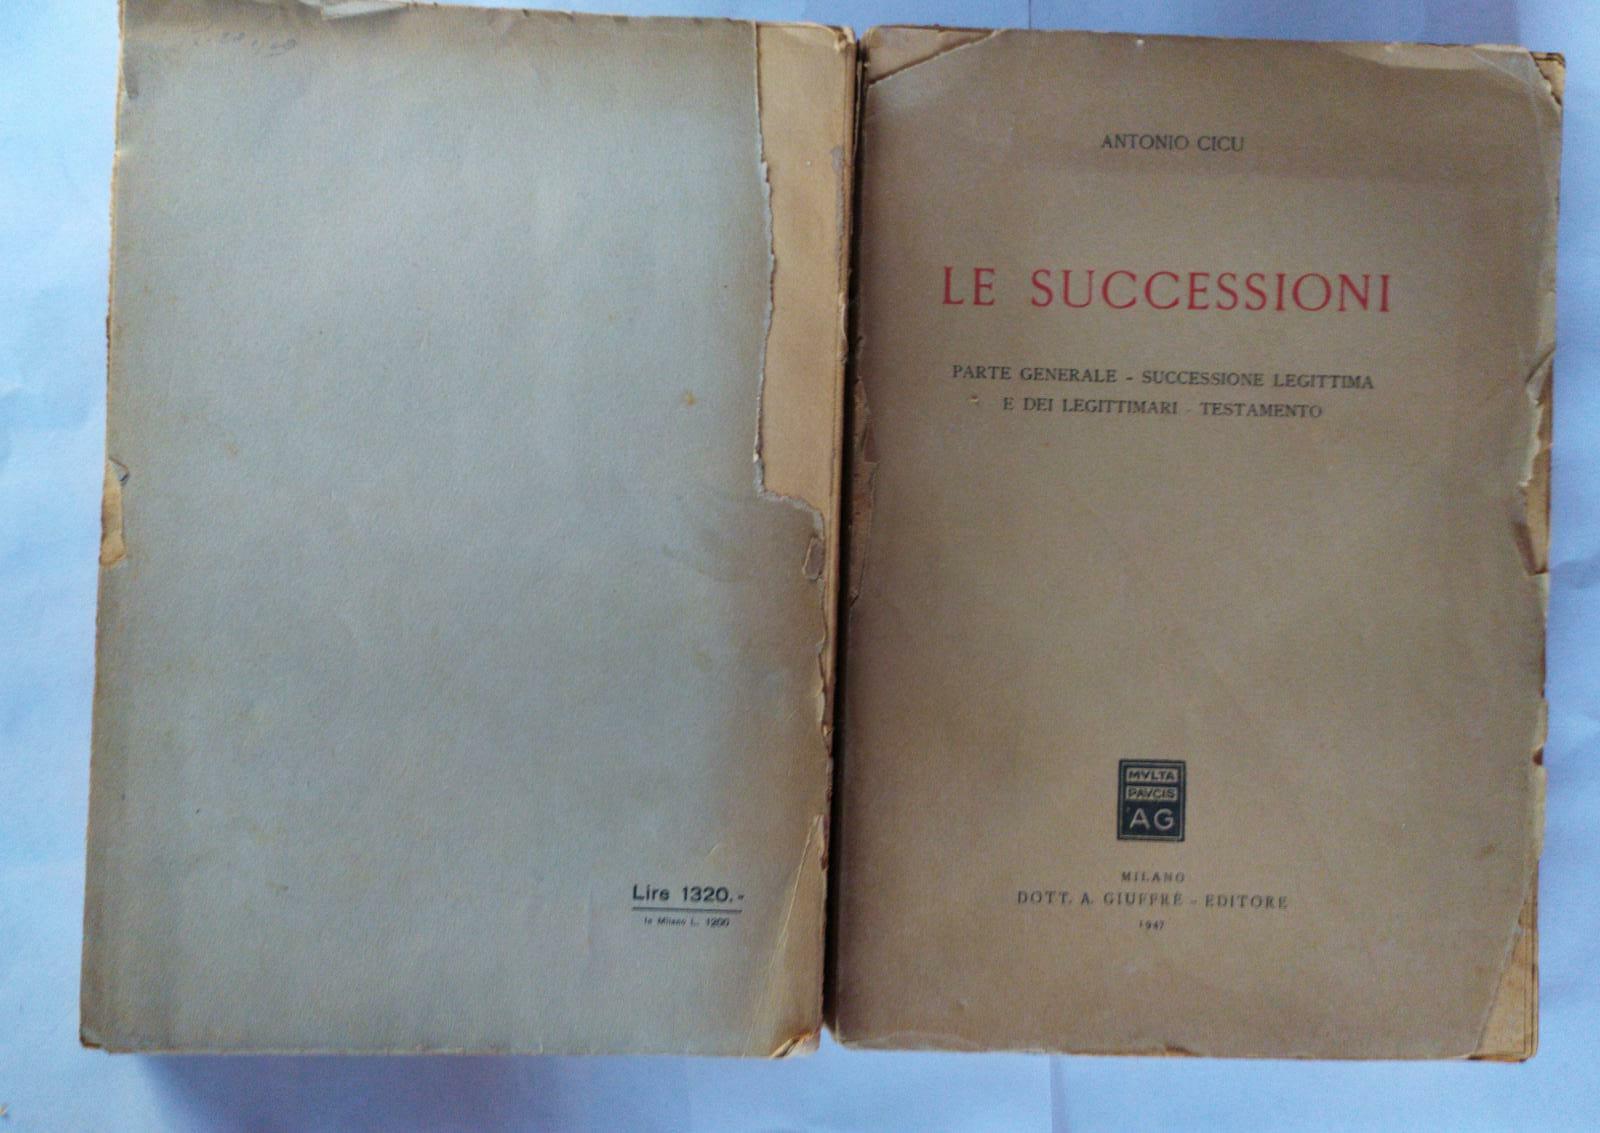 Lire 1320.-
In Milano L. 1200
ANTONIO CICU
LE SUCCESSIONI
PARTE GENERALE - SUCCESSIONE LEGITTIMA
E DEI LEGITTIMARI - TESTAMENTO
MVLTA
PAVCIS
AG
MILANO
DOTT. A. GIUFFRÈ - EDITORE
1947